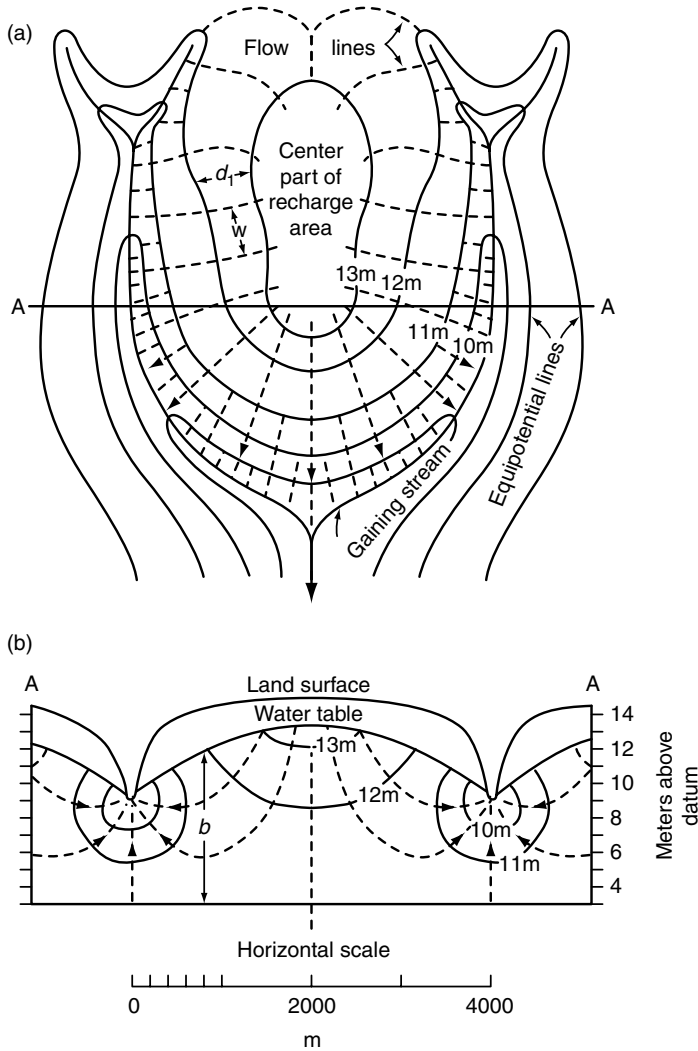 (a)
Flow lines
Center
part of
recharge
area
d1
w
13m
12m
11m
10m
A
A
Equipotential lines
Gaining stream
(b)
A
A
Land surface
Water table
13m
12m
10m
11m
b
14
12
10
8
6
4
Meters above
datum
Horizontal scale
0
2000
4000
m